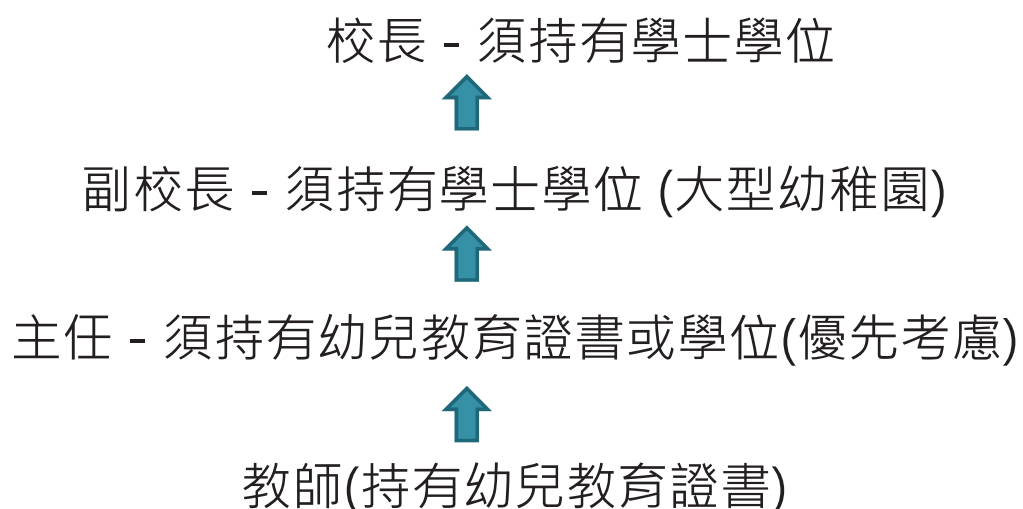 校長 - 須持有學士學位
副校長 - 須持有學士學位 (大型幼稚園)
主任 - 須持有幼兒教育證書或學位(優先考慮)
教師(持有幼兒教育證書)